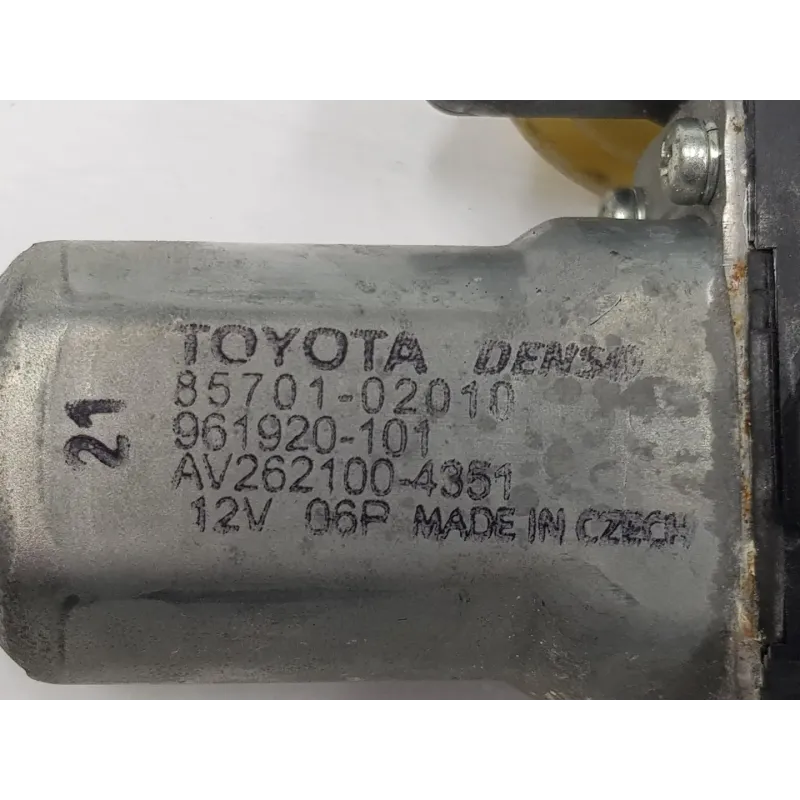 TOYOTA DENSO
85701-02010
961920-101
AV262100-4351
12V 06P MADE IN CZECH
21